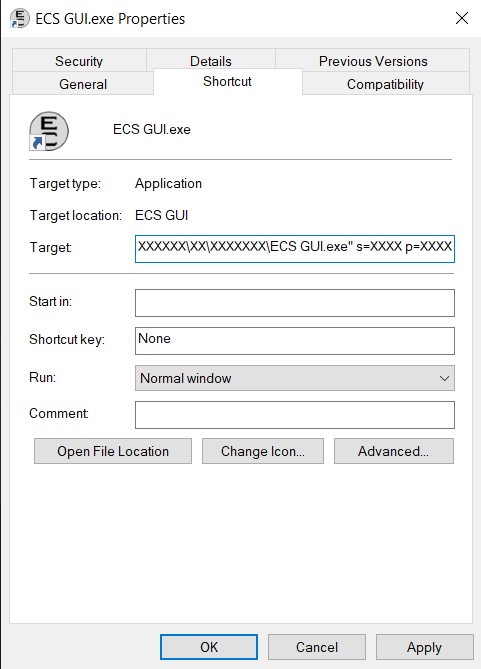 ECS GUI.exe Properties
Security Details Previous Versions
General Shortcut Compatibility
ECS GUI.exe
Target type: Application
Target location: ECS GUI
Target: XXXXXX\XX\XXXXXXX\ECS GUI.exe" s=XXXX p=XXXX
Start in:
Shortcut key: None
Run: Normal window
Comment:
Open File Location Change Icon... Advanced...
OK Cancel Apply